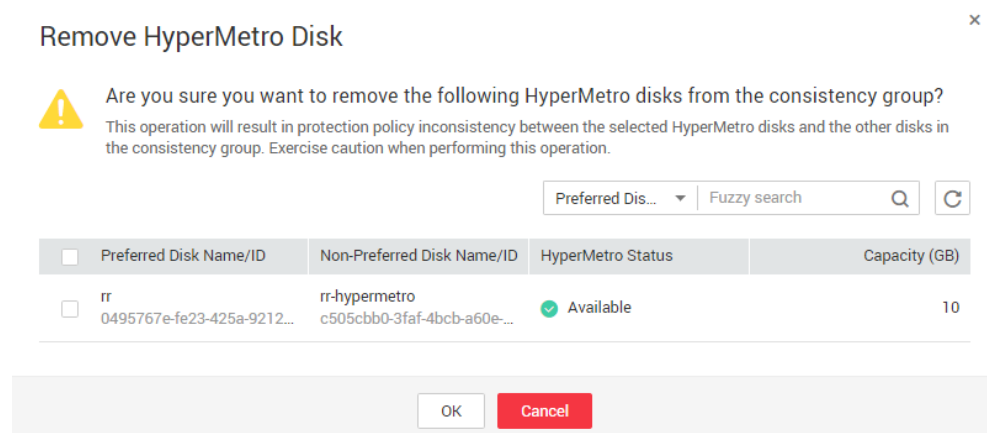 ×
Remove HyperMetro Disk
Are you sure you want to remove the following HyperMetro disks from the consistency group?
This operation will result in protection policy inconsistency between the selected HyperMetro disks and the other disks in
the consistency group. Exercise caution when performing this operation.
Preferred Dis... Fuzzy search
Preferred Disk Name/ID Non-Preferred Disk Name/ID HyperMetro Status Capacity (GB)
rr rr-hypermetro Available 10
0495767e-fe23-425a-9212... c505cbb0-3faf-4bcb-a60e-...
OK Cancel